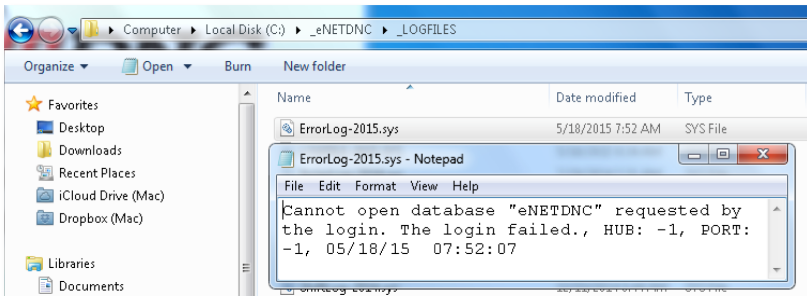 Computer ▸ Local Disk (C:) ▸ _eNETDNC ▸ _LOGFILES
Organize Open Burn New folder
Name Date modified Type
Favorites
Desktop
Downloads
Recent Places
iCloud Drive (Mac)
Dropbox (Mac)
Libraries
Documents
ErrorLog-2015.sys 5/18/2015 7:52 AM SYS File
ErrorLog-2015.sys - Notepad
File Edit Format View Help
Cannot open database "eNETDNC" requested by
the login. The login failed., HUB: -1, PORT:
-1, 05/18/15 07:52:07